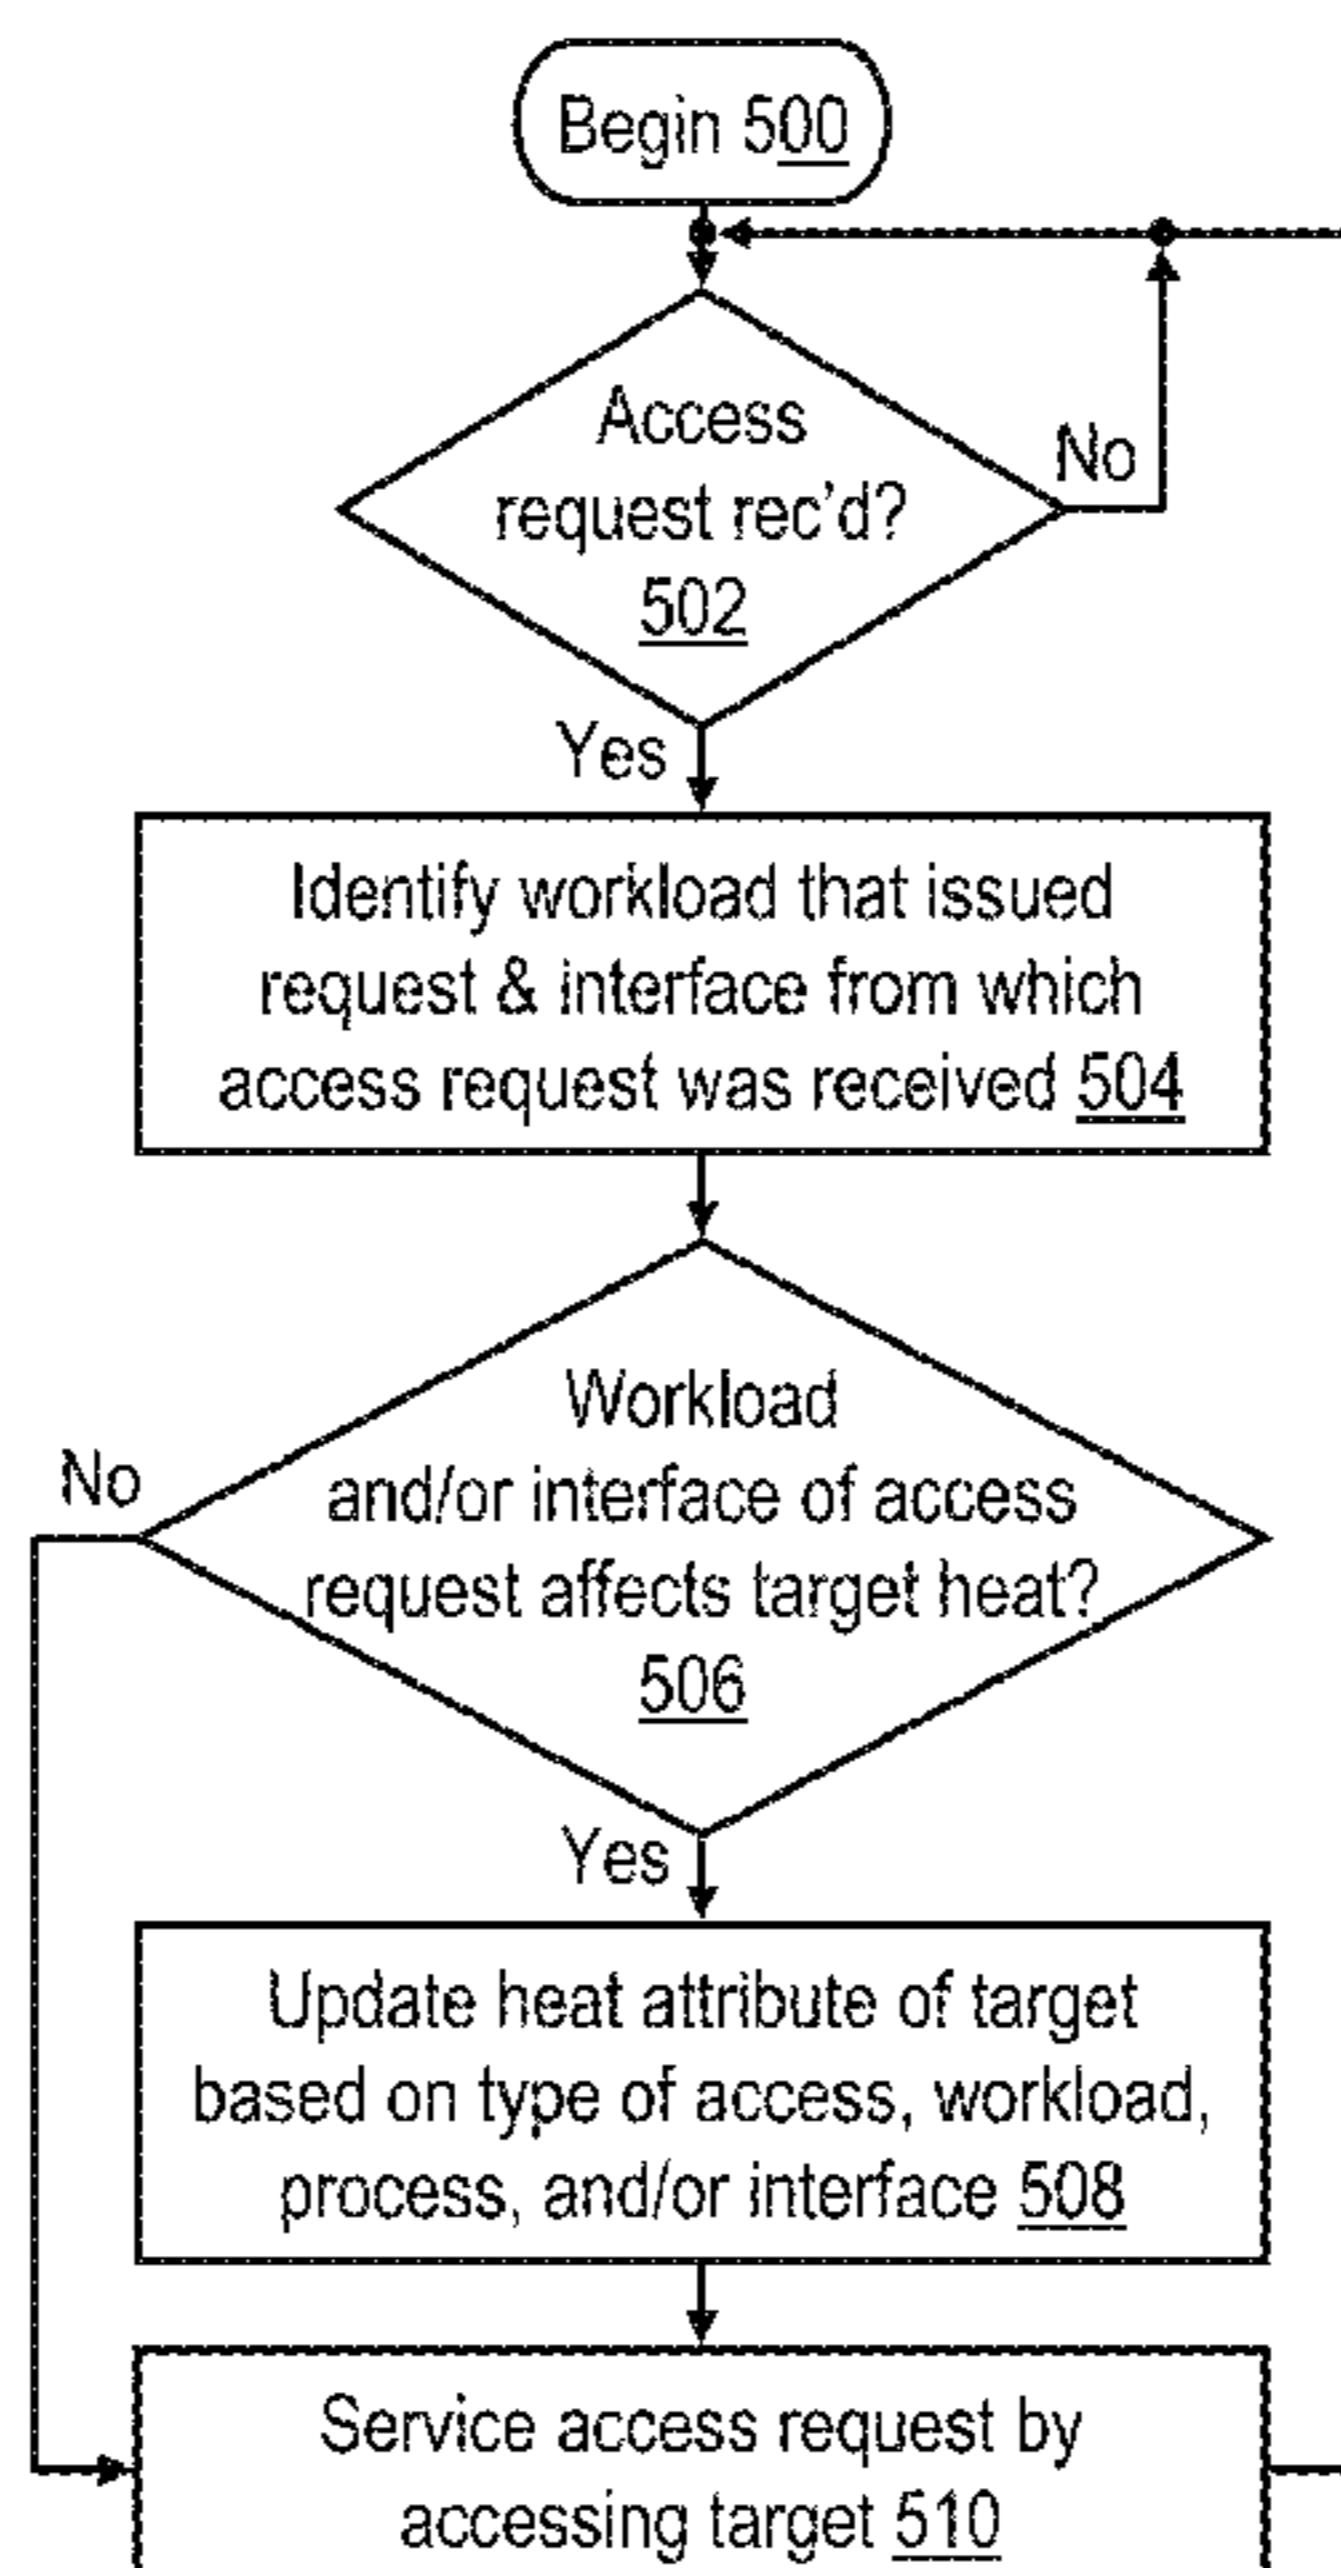 Begin 500
Access
request rec'd?
No
502
Yes
Identify workload that issued
request & interface from which
access request was received 504
Workload
No
and/or interface of access
request affects target heat?
506
Yes
Update heat attribute of target
based on type of access, workload,
process, and/or interface 508
Service access request by
accessing target 510